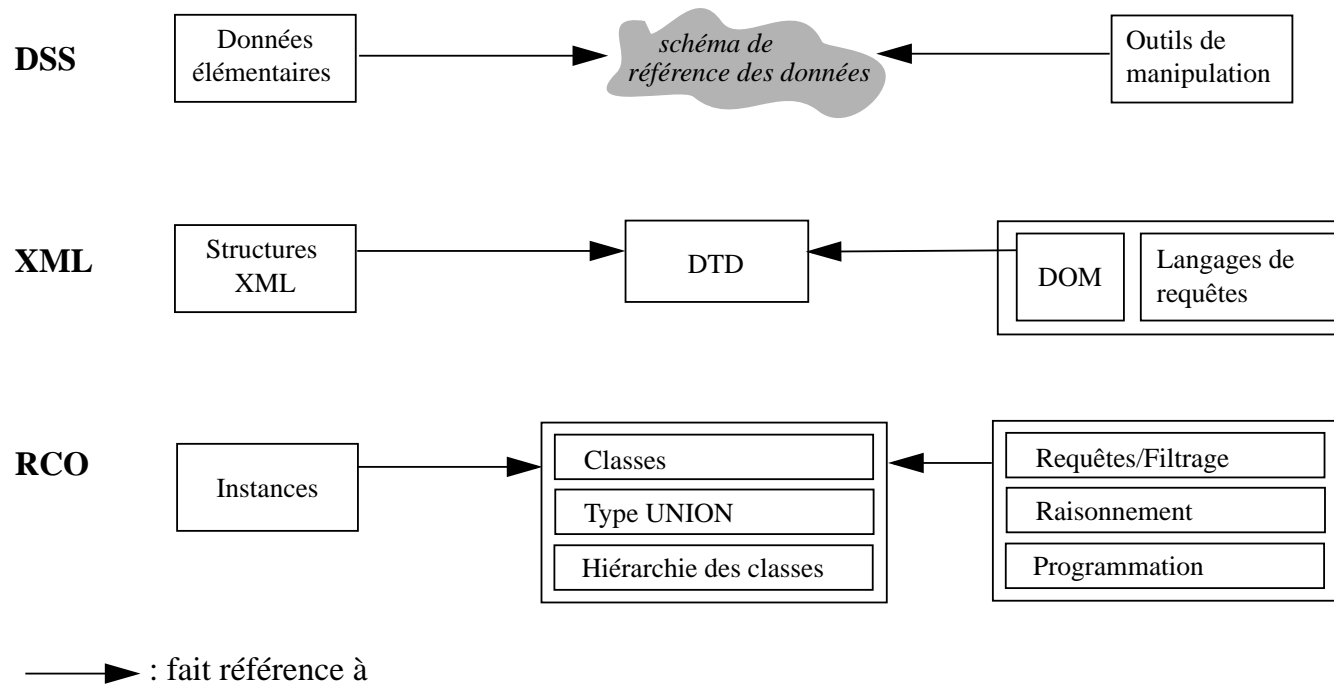 DSS
Données
élémentaires
schéma de
référence des données
Outils de
manipulation
XML
Structures
XML
DTD
DOM
Langages de
requêtes
RCO
Instances
Classes
Type UNION
Hiérarchie des classes
Requêtes/Filtrage
Raisonnement
Programmation
: fait référence à